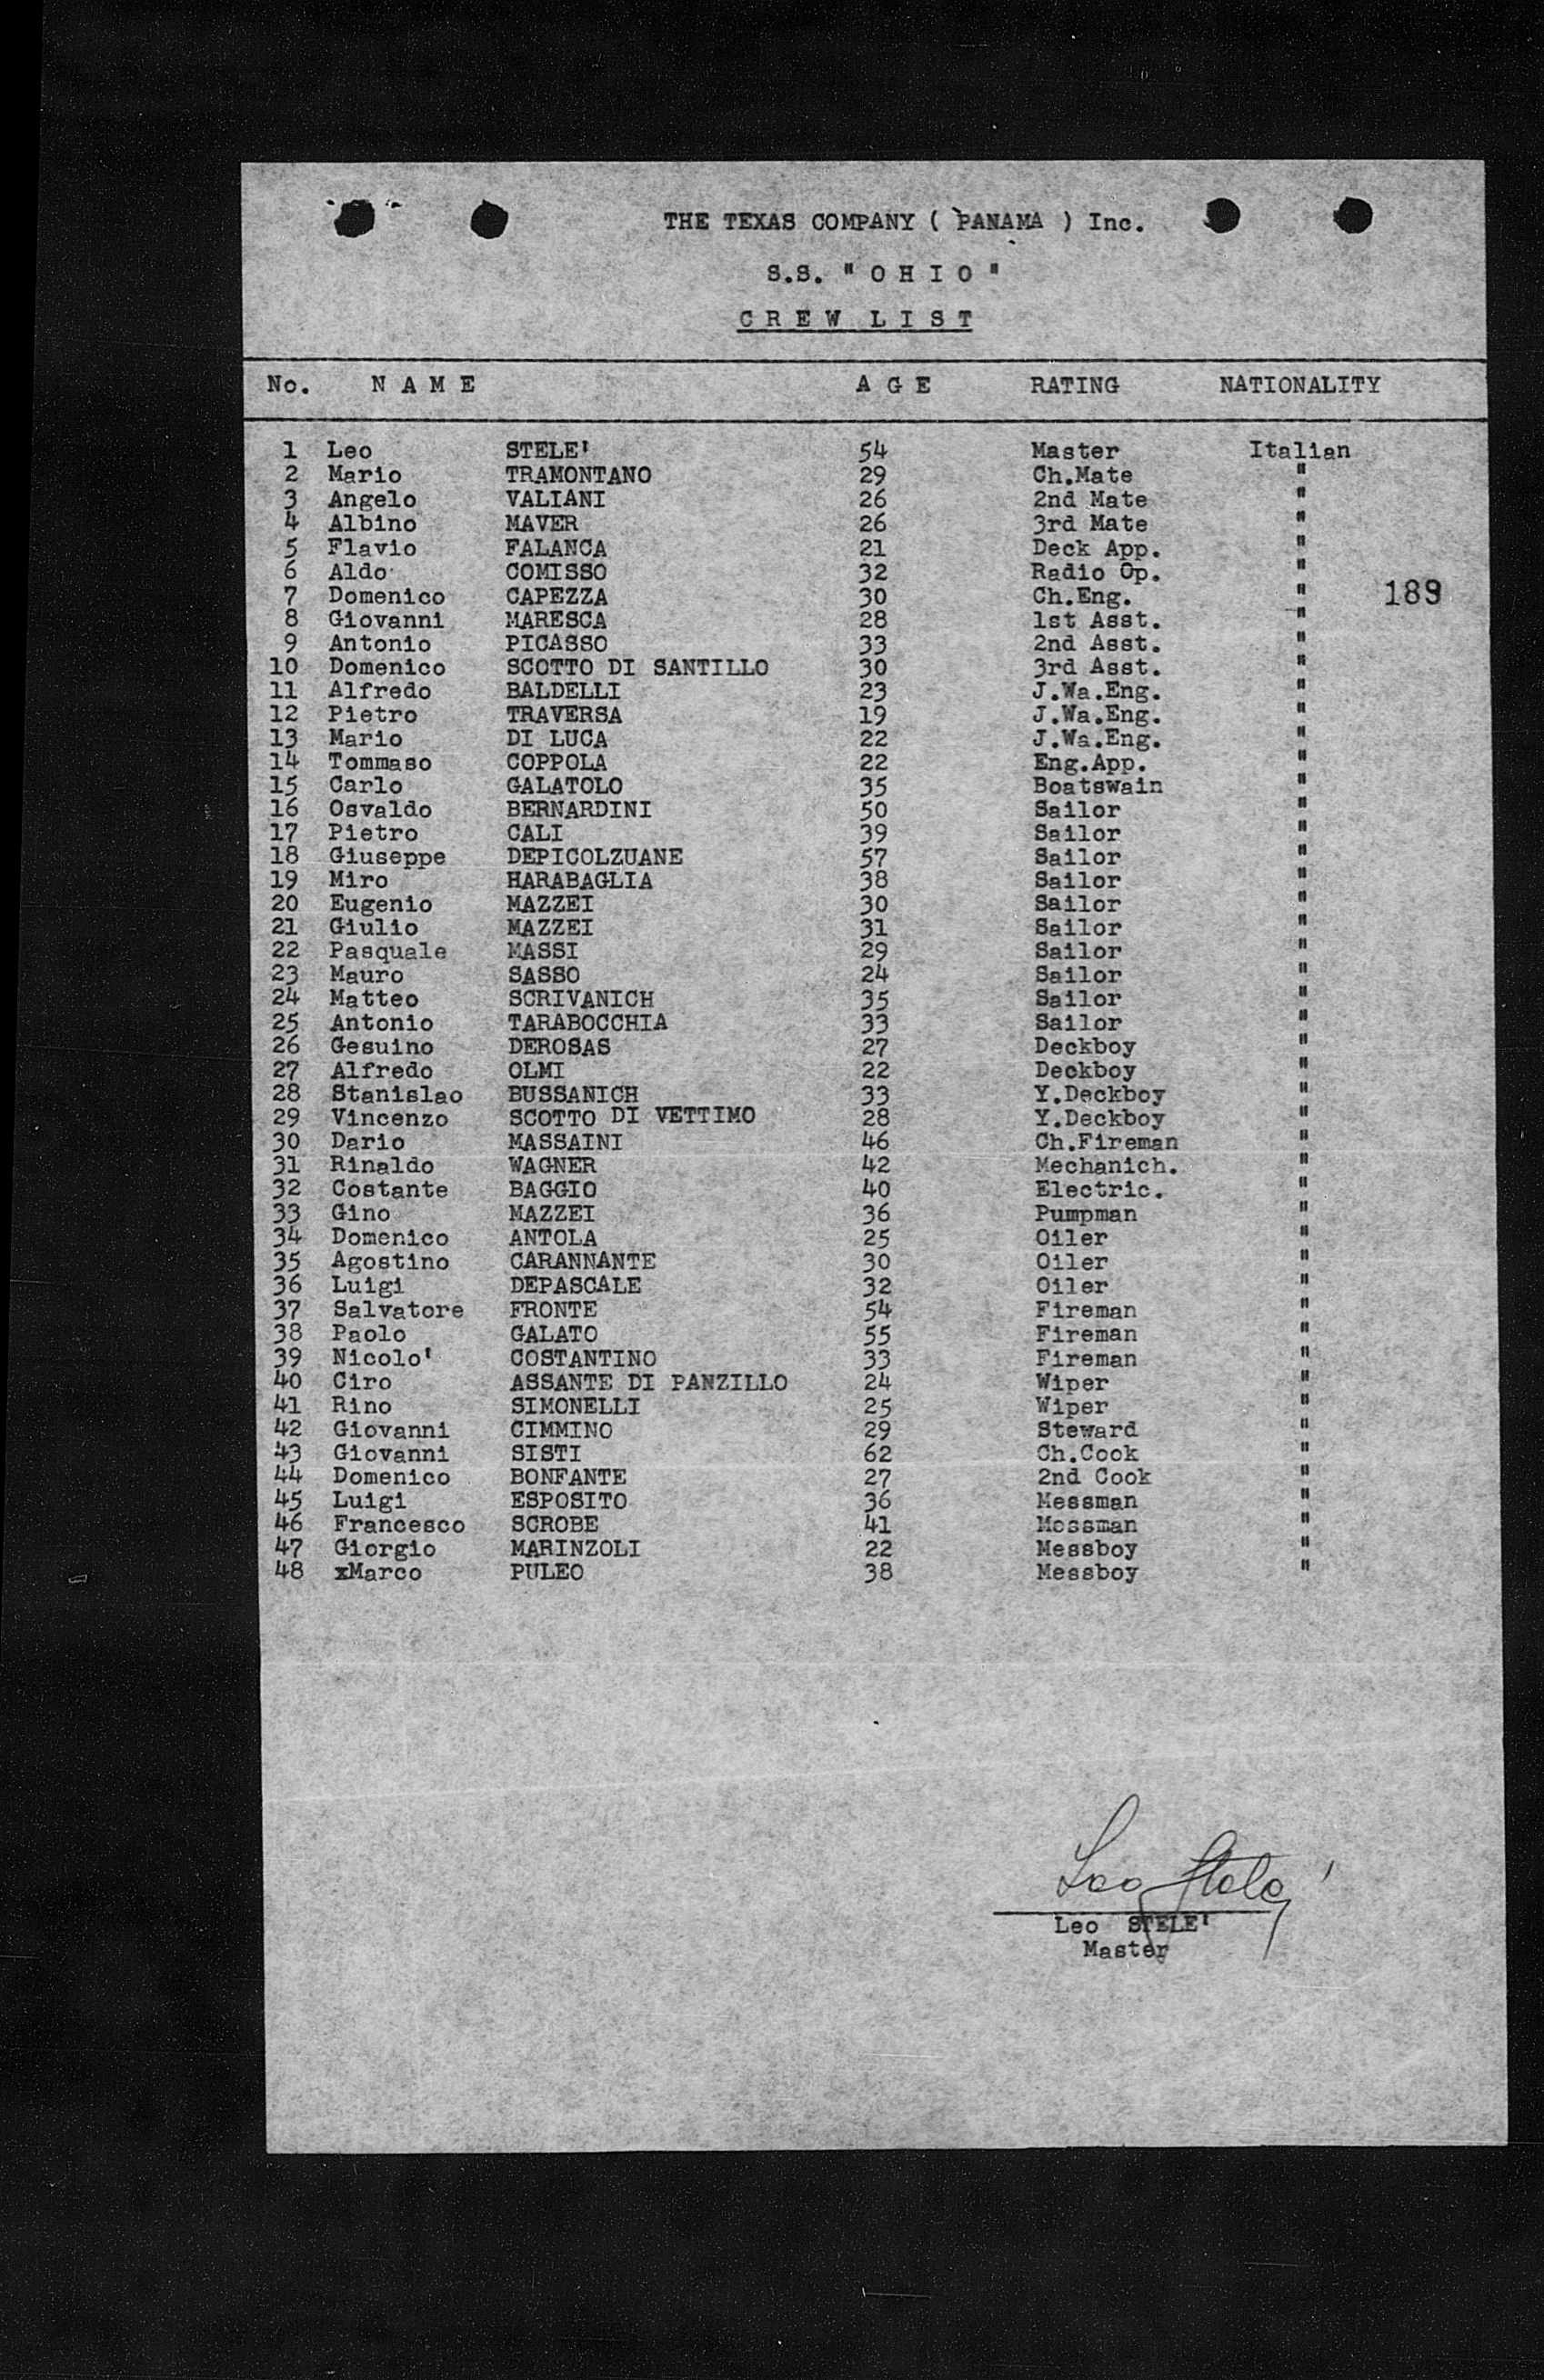 THE TEXAS COMPANY ( PANAMA ) Inc.
S.S. " O H I O "
C R E W  L I S T
No. N A M E A G E RATING NATIONALITY
1 Leo STELE' 54 Master Italian
2 Mario TRAMONTANO 29 Ch.Mate "
3 Angelo VALIANI 26 2nd Mate "
4 Albino MAVER 26 3rd Mate "
5 Flavio FALANCA 21 Deck App. "
6 Aldo COMISSO 32 Radio Op. "
7 Domenico CAPEZZA 30 Ch.Eng. " 189
8 Giovanni MARESCA 28 1st Asst. "
9 Antonio PICASSO 33 2nd Asst. "
10 Domenico SCOTTO DI SANTILLO 30 3rd Asst. "
11 Alfredo BALDELLI 23 J.Wa.Eng. "
12 Pietro TRAVERSA 19 J.Wa.Eng. "
13 Mario DI LUCA 22 J.Wa.Eng. "
14 Tommaso COPPOLA 22 Eng.App. "
15 Carlo GALATOLO 35 Boatswain "
16 Osvaldo BERNARDINI 50 Sailor "
17 Pietro CALI 39 Sailor "
18 Giuseppe DEPICOLZUANE 57 Sailor "
19 Miro HARABAGLIA 38 Sailor "
20 Eugenio MAZZEI 30 Sailor "
21 Giulio MAZZEI 31 Sailor "
22 Pasquale MASSI 29 Sailor "
23 Mauro SASSO 24 Sailor "
24 Matteo SCRIVANICH 35 Sailor "
25 Antonio TARABOCCHIA 33 Sailor "
26 Gesuino DEROSAS 27 Deckboy "
27 Alfredo OLMI 22 Deckboy "
28 Stanislao BUSSANICH 33 Y.Deckboy "
29 Vincenzo SCOTTO DI VETTIMO 28 Y.Deckboy "
30 Dario MASSAINI 46 Ch.Fireman "
31 Rinaldo WAGNER 42 Mechanich. "
32 Costante BAGGIO 40 Electric. "
33 Gino MAZZEI 36 Pumpman "
34 Domenico ANTOLA 25 Oiler "
35 Agostino CARANNANTE 30 Oiler "
36 Luigi DEPASCALE 32 Oiler "
37 Salvatore FRONTE 54 Fireman "
38 Paolo GALATO 55 Fireman "
39 Nicolo' COSTANTINO 33 Fireman "
40 Ciro ASSANTE DI PANZILLO 24 Wiper "
41 Rino SIMONELLI 25 Wiper "
42 Giovanni CIMMINO 29 Steward "
43 Giovanni SISTI 62 Ch.Cook "
44 Domenico BONFANTE 27 2nd Cook "
45 Luigi ESPOSITO 36 Messman "
46 Francesco SCROBE 41 Messman "
47 Giorgio MARINZOLI 22 Messboy "
48 xMarco PULEO 38 Messboy "
Leo Stele'
Leo STELE'
Master